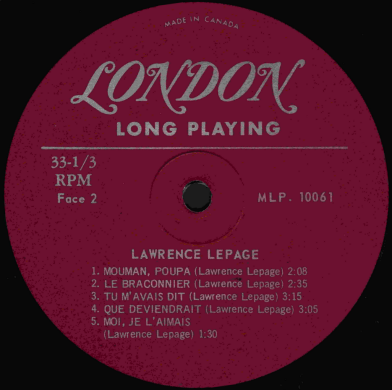 MADE IN CANADA
LONDON
LONG PLAYING
33-1/3
RPM
Face 2
MLP. 10061
LAWRENCE LEPAGE
1. MOUMAN, POUPA (Lawrence Lepage) 2:08
2. LE BRACONNIER (Lawrence Lepage) 2:35
3. TU M'AVAIS DIT (Lawrence Lepage) 3:15
4. QUE DEVIENDRAIT (Lawrence Lepage) 3:05
5. MOI, JE L'AIMAIS
(Lawrence Lepage) 1:30